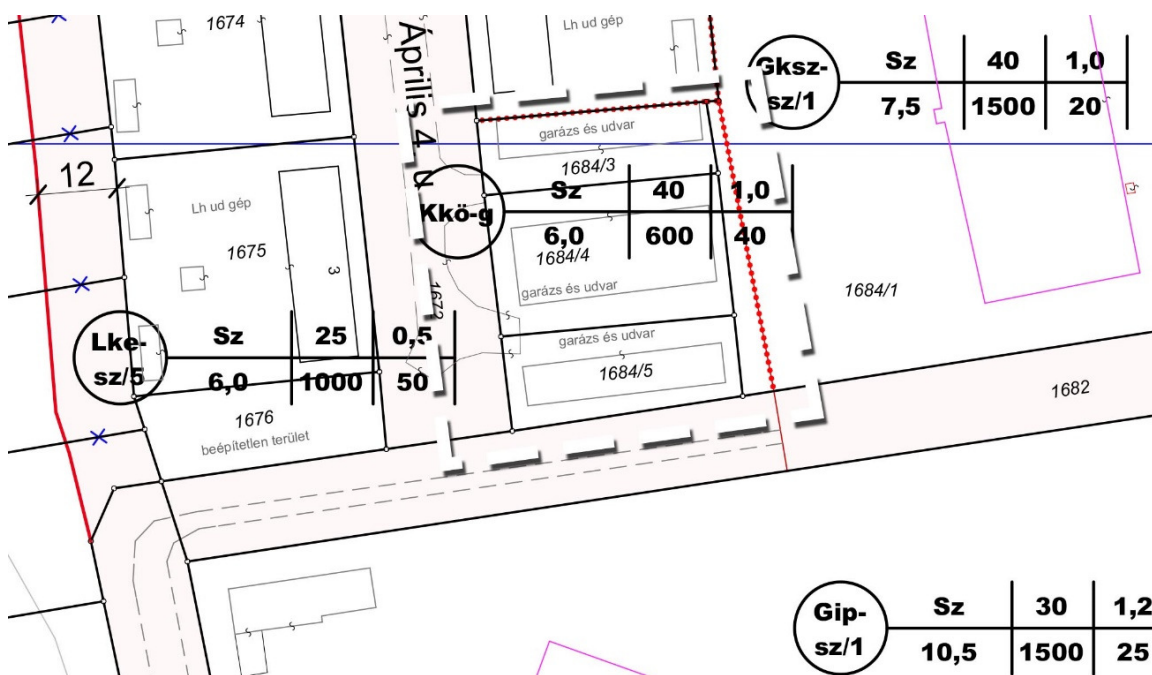 1674
Április 4 u
Lh ud gép
Gksz-
sz/1
Sz 40 1,0
7,5 1500 20
garázs és udvar
1684/3
12
Lh ud gép
1675
3
Kkö-g
Sz 40 1,0
6,0 600 40
1684/4
garázs és udvar
1672
1684/1
garázs és udvar
1684/5
Lke-
sz/5
Sz 25 0,5
6,0 1000 50
1676
beépítetlen terület
1682
Gip-
sz/1
Sz 30 1,2
10,5 1500 25